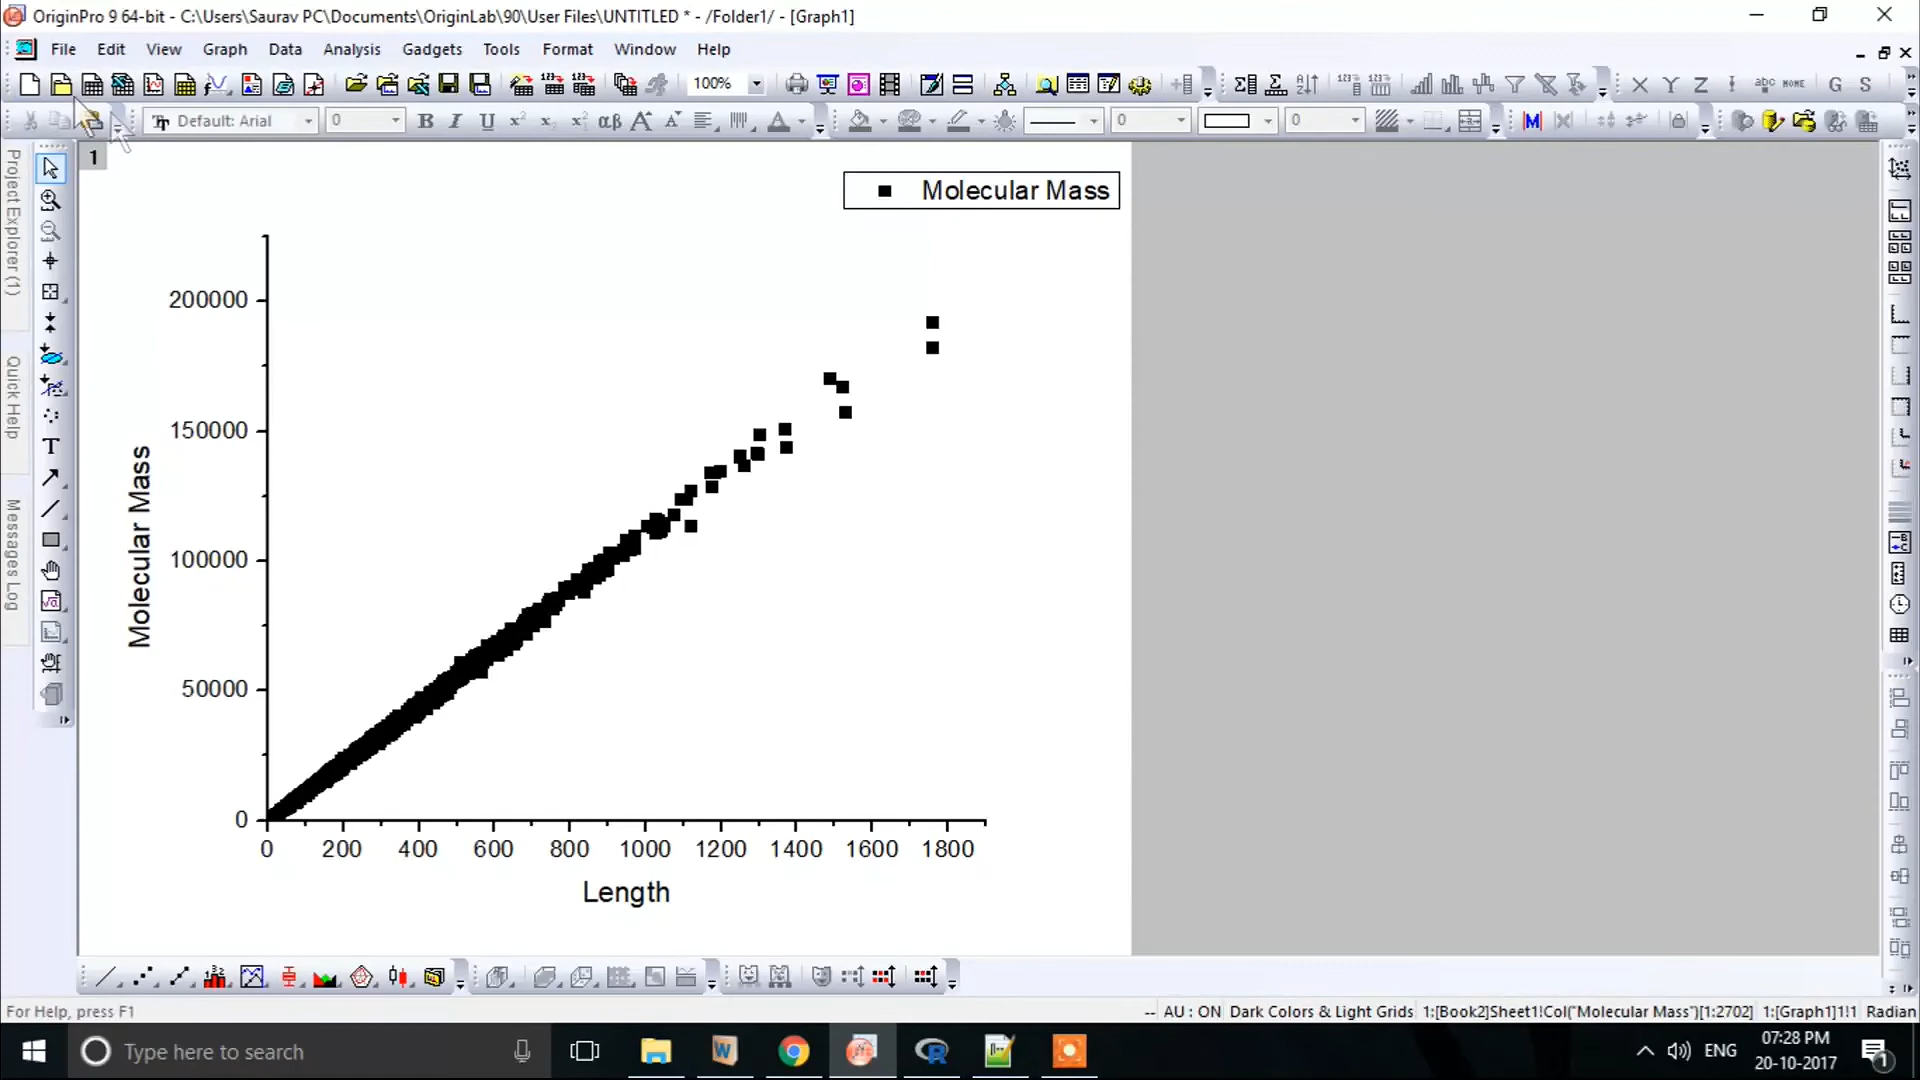 OriginPro 9 64-bit - C:\Users\Saurav PC\Documents\OriginLab\90\User Files\UNTITLED * - /Folder1/ - [Graph1]
File Edit View Graph Data Analysis Gadgets Tools Format Window Help
100%
X Y Z abc HOME G S
Default: Arial 0 B I U αβ A A 0 0
Project Explorer (1)
Quick Help
Messages Log
1
T
Molecular Mass
200000
150000
100000
50000
0
Molecular Mass
0 200 400 600 800 1000 1200 1400 1600 1800
Length
For Help, press F1
-- AU : ON Dark Colors & Light Grids 1:[Book2]Sheet1!Col("Molecular Mass")[1:2702] 1:[Graph1]1!1 Radian
Type here to search
ENG
07:28 PM
20-10-2017
1